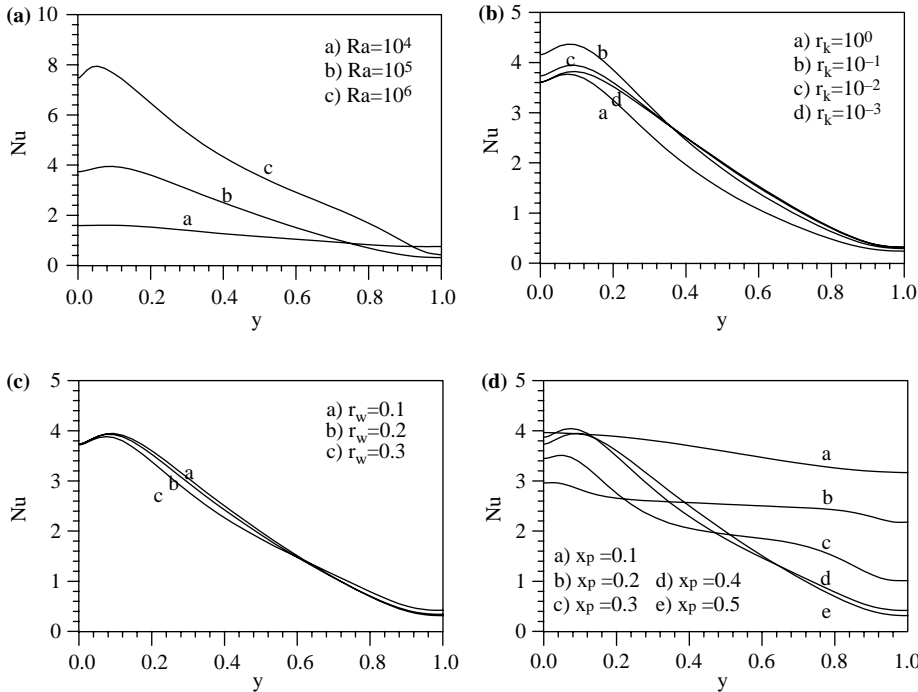 (a)
a) Ra=10⁴
b) Ra=10⁵
c) Ra=10⁶
10
8
6
4
2
0
Nu
c
b
a
0.0 0.2 0.4 0.6 0.8 1.0
y
(b)
a) r_k=10⁰
b) r_k=10⁻¹
c) r_k=10⁻²
d) r_k=10⁻³
5
4
3
2
1
0
Nu
b
c
d
a
0.0 0.2 0.4 0.6 0.8 1.0
y
(c)
a) r_w=0.1
b) r_w=0.2
c) r_w=0.3
5
4
3
2
1
0
Nu
a
b
c
0.0 0.2 0.4 0.6 0.8 1.0
y
(d)
5
4
3
2
1
0
Nu
a
b
c
d
e
a) x_p=0.1
b) x_p=0.2 d) x_p=0.4
c) x_p=0.3 e) x_p=0.5
0.0 0.2 0.4 0.6 0.8 1.0
y